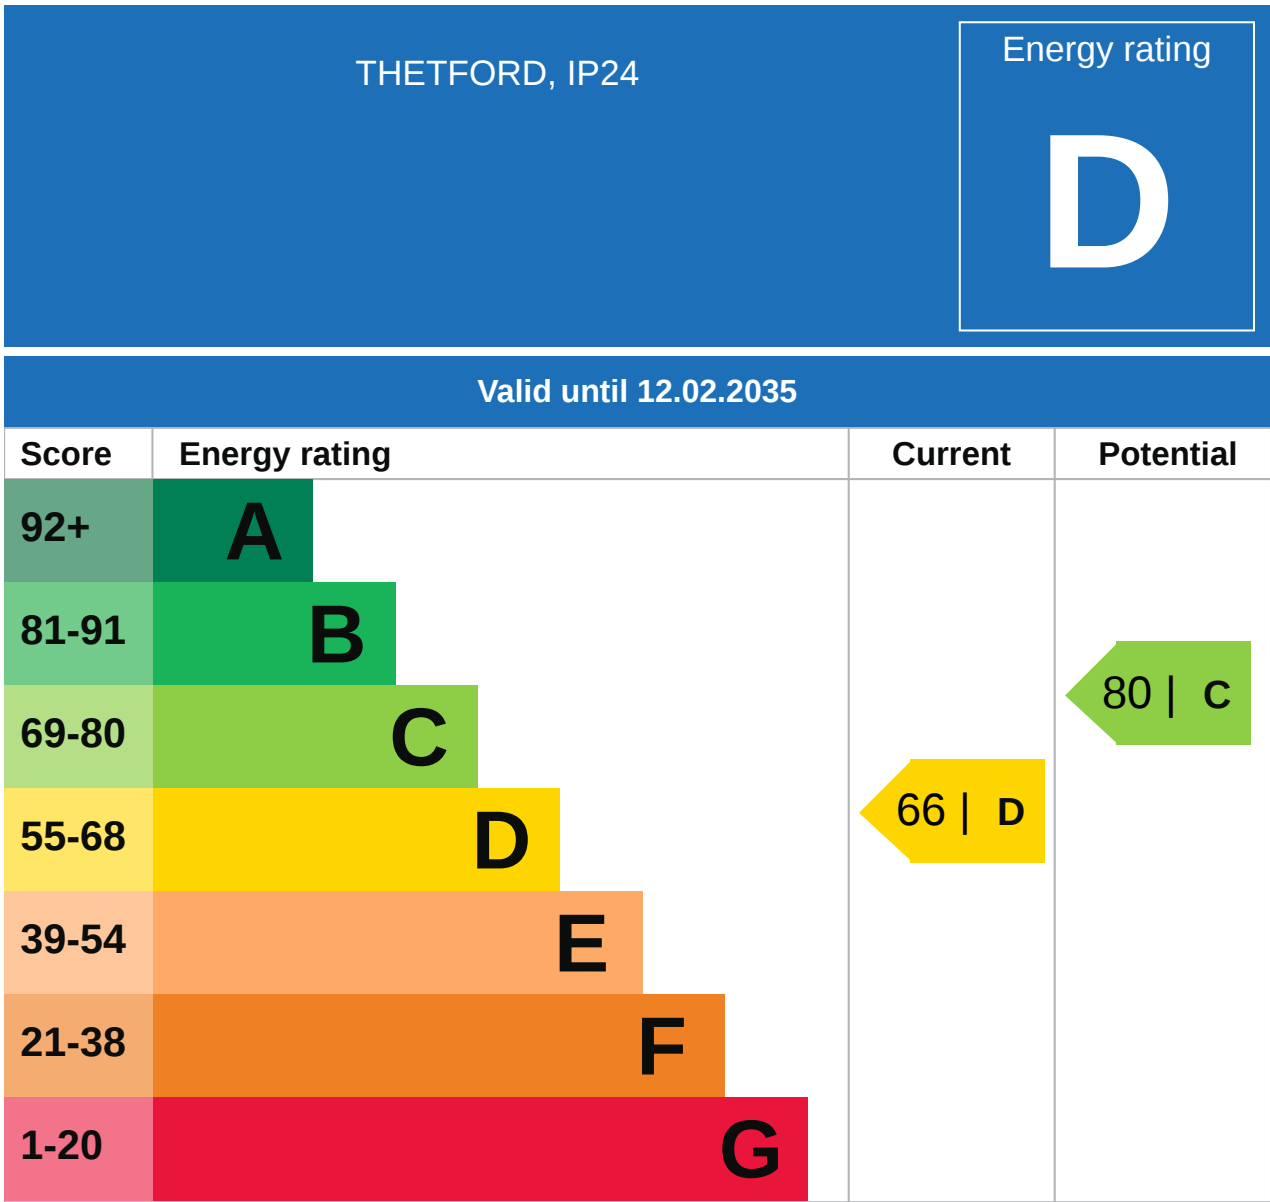 THETFORD, IP24
Energy rating
D
Valid until 12.02.2035
Score Energy rating Current Potential
92+ A
81-91 B
69-80 C
80 | C
55-68 D
66 | D
39-54 E
21-38 F
1-20 G